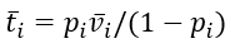 t̄ᵢ = pᵢv̄ᵢ/(1 − pᵢ)